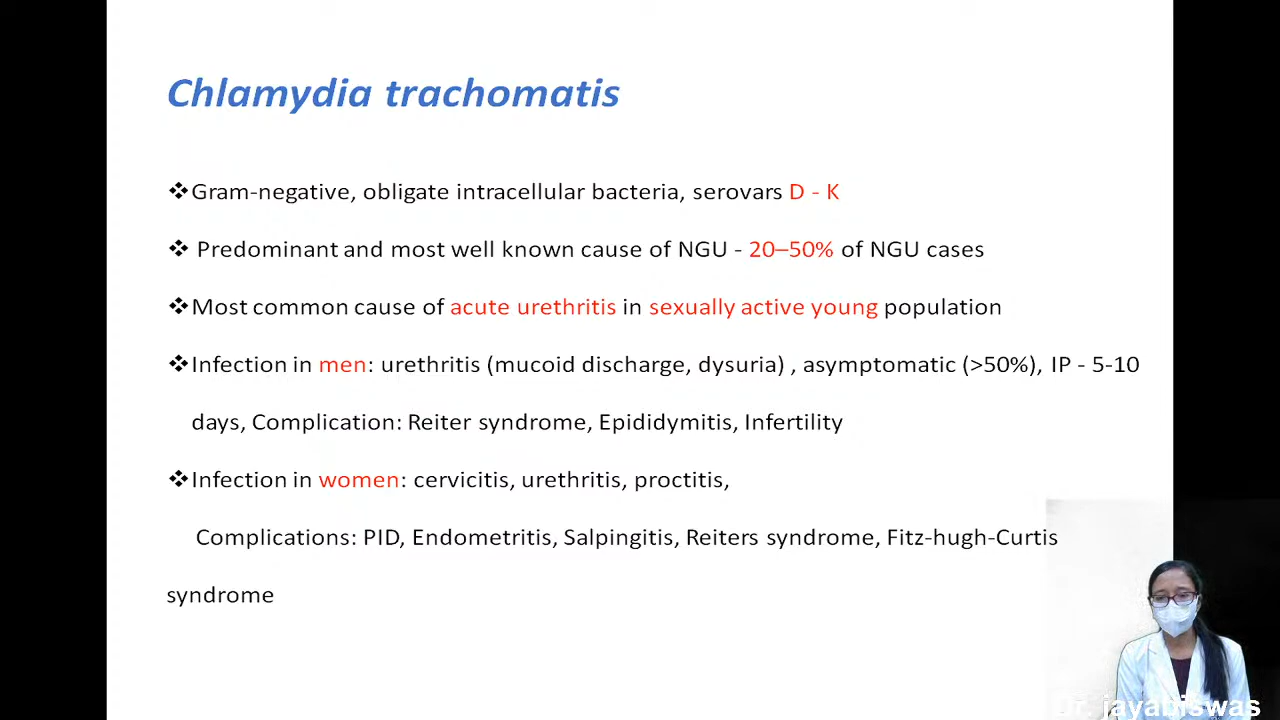 Chlamydia trachomatis
❖Gram-negative, obligate intracellular bacteria, serovars D - K
❖ Predominant and most well known cause of NGU - 20–50% of NGU cases
❖Most common cause of acute urethritis in sexually active young population
❖Infection in men: urethritis (mucoid discharge, dysuria) , asymptomatic (>50%), IP - 5-10
days, Complication: Reiter syndrome, Epididymitis, Infertility
❖Infection in women: cervicitis, urethritis, proctitis,
Complications: PID, Endometritis, Salpingitis, Reiters syndrome, Fitz-hugh-Curtis
syndrome
Dr. jayabiswas